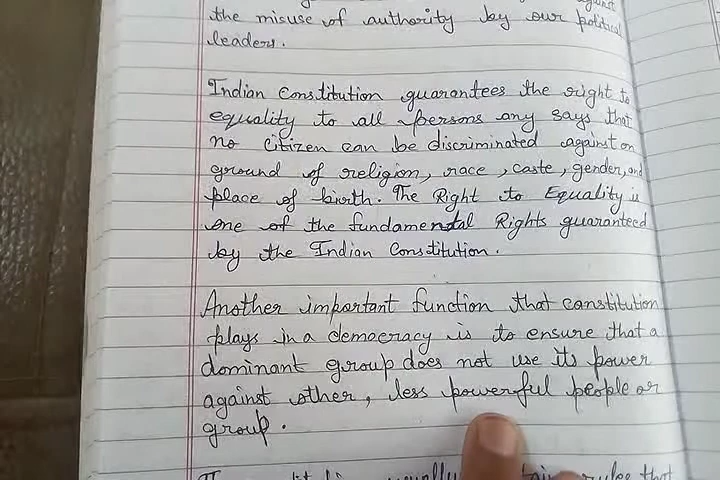 against
the misuse of authority by our political
leaders.
Indian Constitution guarantees the right to
equality to all persons any says that
no citizen can be discriminated against on
ground of religion, race, caste, gender, and
place of birth. The Right to Equality is
one of the fundamental Rights guaranteed
by the Indian Constitution.
Another important function that constitution
plays in a democracy is to ensure that a
dominant group does not use its power
against other, less powerful people or
group.
usually rules that